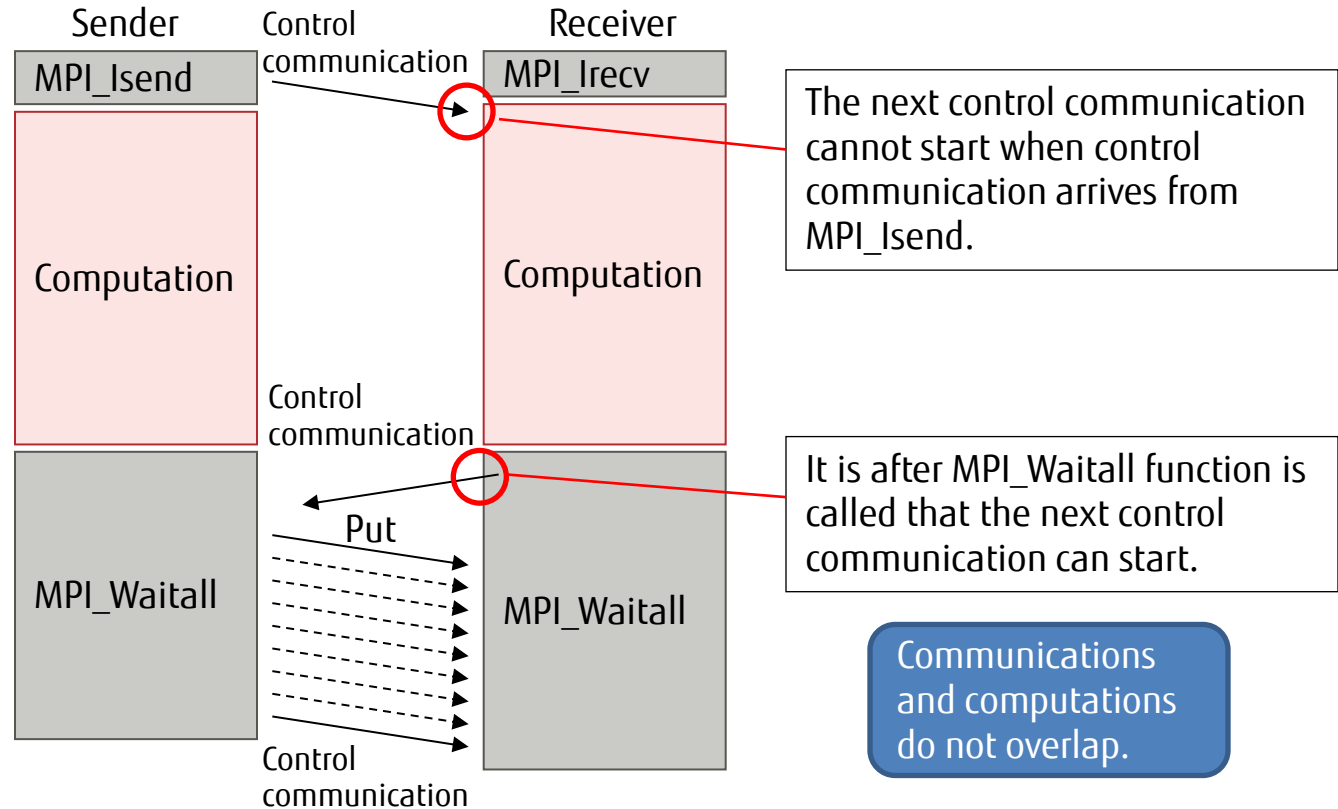 Sender
Control
communication
Receiver
MPI_Isend
MPI_Irecv
The next control communication
cannot start when control
communication arrives from
MPI_Isend.
Computation
Computation
Control
communication
It is after MPI_Waitall function is
called that the next control
communication can start.
Put
MPI_Waitall
MPI_Waitall
Communications
and computations
do not overlap.
Control
communication